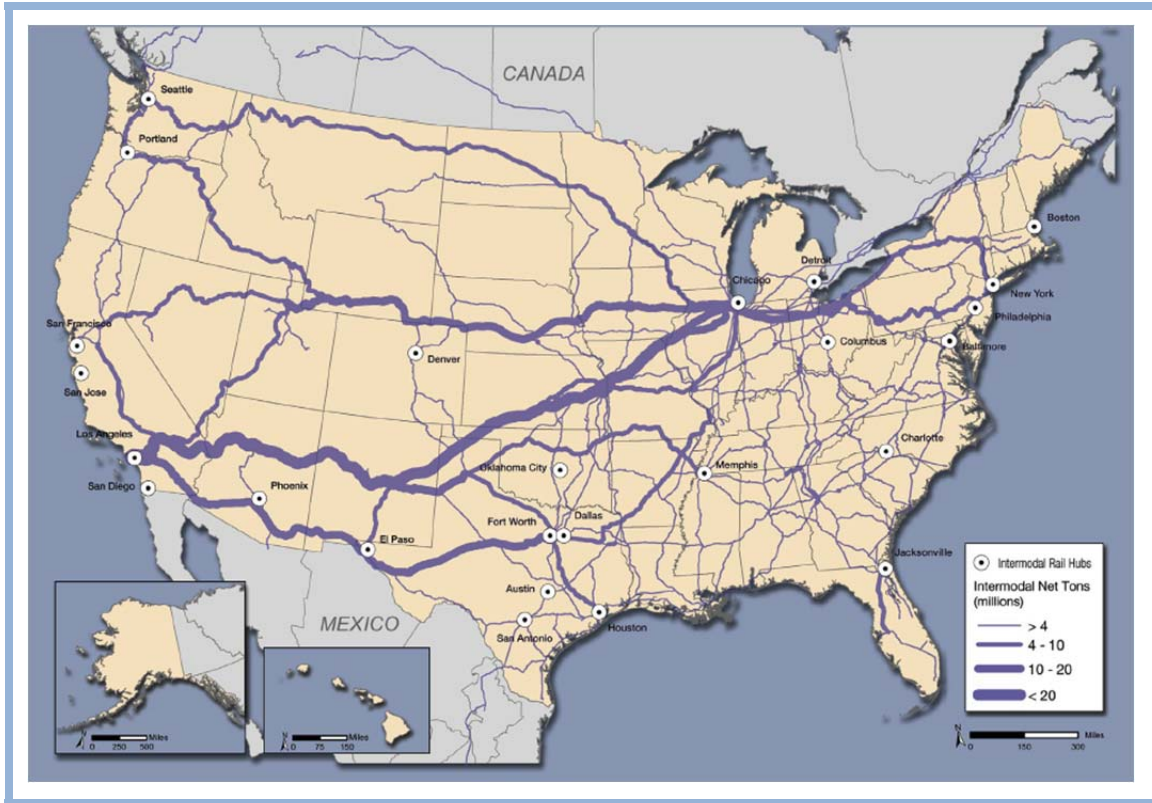 CANADA
Seattle
Portland
Boston
Detroit
Chicago
New York
Philadelphia
San Francisco
Columbus
Baltimore
Denver
San Jose
Los Angeles
Charlotte
Oklahoma City
Memphis
San Diego
Phoenix
Fort Worth
Dallas
El Paso
Jacksonville
Austin
MEXICO
San Antonio
Houston
Intermodal Rail Hubs
Intermodal Net Tons
(millions)
> 4
4 - 10
10 - 20
< 20
N
0 250 500 Miles
N
0 75 150 Miles
N
0 150 300 Miles